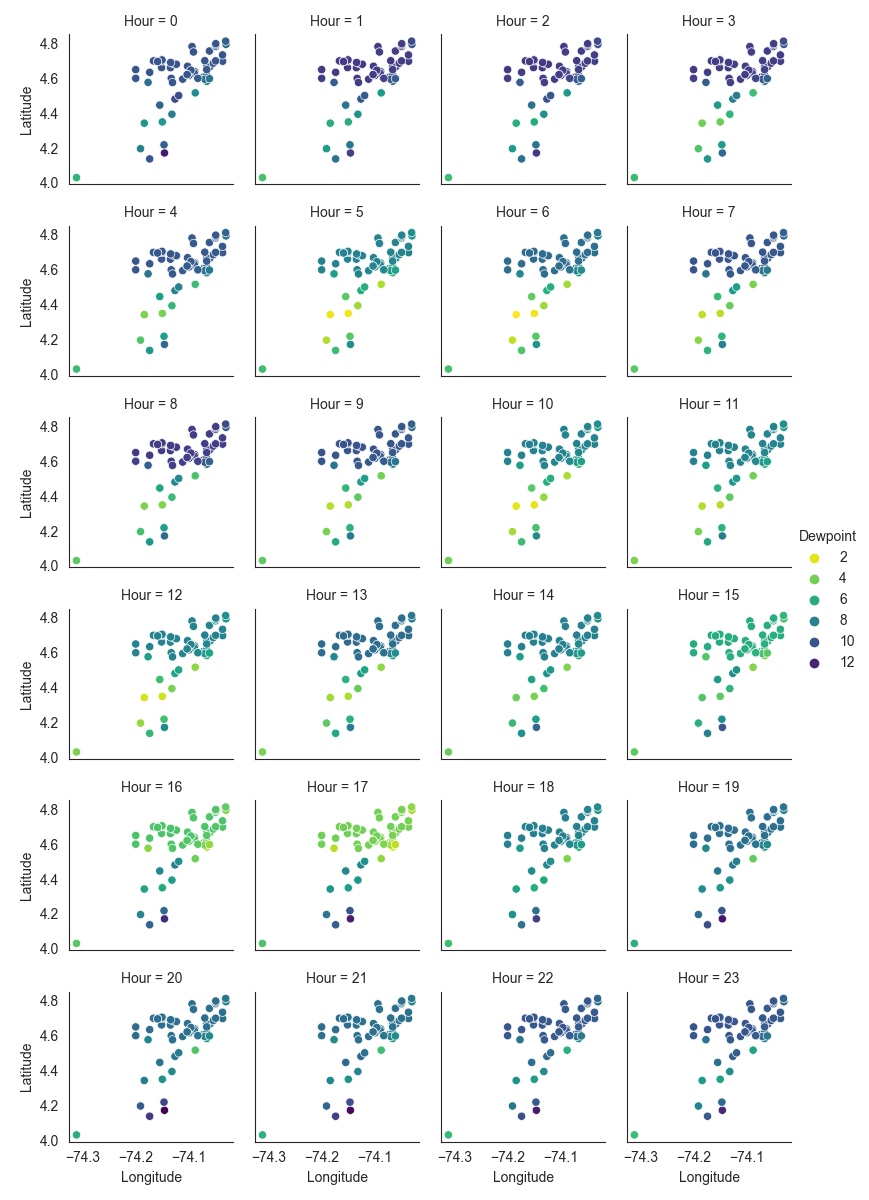 Hour = 0 Hour = 1 Hour = 2 Hour = 3
4.8
4.6
4.4
4.2
4.0
Latitude
Hour = 4 Hour = 5 Hour = 6 Hour = 7
4.8
4.6
4.4
4.2
4.0
Latitude
Hour = 8 Hour = 9 Hour = 10 Hour = 11
4.8
4.6
4.4
4.2
4.0
Latitude
Dewpoint
2
4
6
8
10
12
Hour = 12 Hour = 13 Hour = 14 Hour = 15
4.8
4.6
4.4
4.2
4.0
Latitude
Hour = 16 Hour = 17 Hour = 18 Hour = 19
4.8
4.6
4.4
4.2
4.0
Latitude
Hour = 20 Hour = 21 Hour = 22 Hour = 23
4.8
4.6
4.4
4.2
4.0
Latitude
−74.3 −74.2 −74.1 −74.3 −74.2 −74.1 −74.3 −74.2 −74.1 −74.3 −74.2 −74.1
Longitude Longitude Longitude Longitude